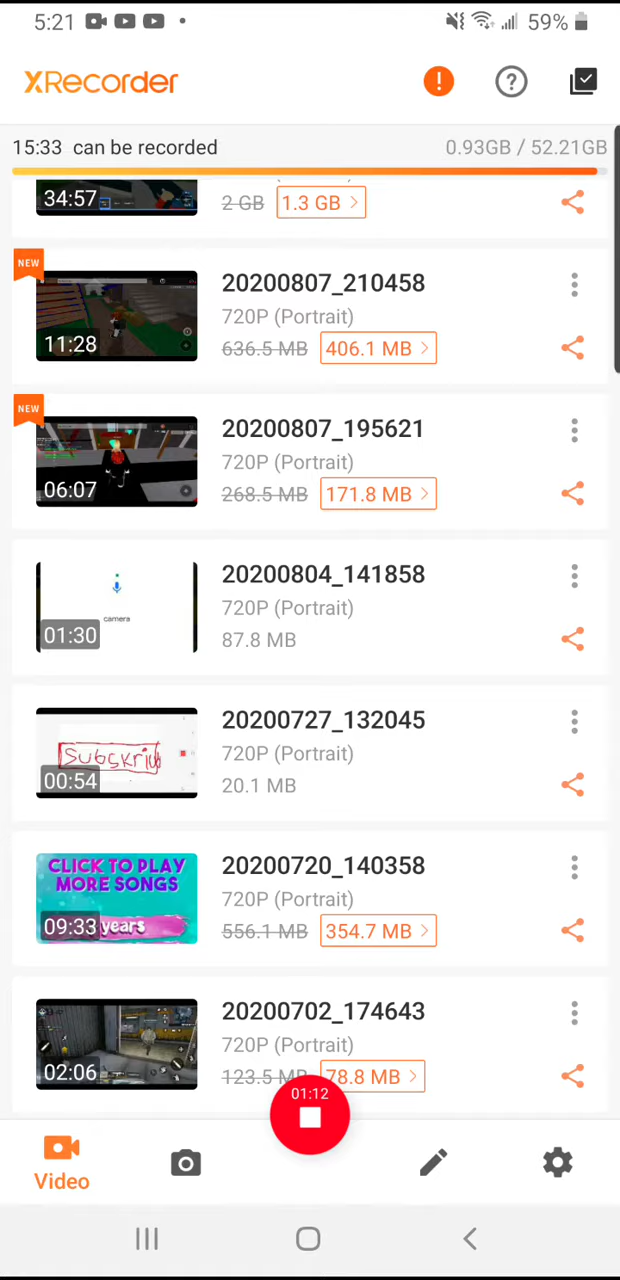 5:21
59%
XRecorder
15:33 can be recorded
0.93GB / 52.21GB
34:57
2 GB
1.3 GB >
NEW
20200807_210458
720P (Portrait)
11:28
636.5 MB
406.1 MB >
NEW
20200807_195621
720P (Portrait)
06:07
268.5 MB
171.8 MB >
20200804_141858
camera
720P (Portrait)
01:30
87.8 MB
20200727_132045
subskrib
720P (Portrait)
00:54
20.1 MB
CLICK TO PLAY
MORE SONGS
20200720_140358
720P (Portrait)
09:33
years
556.1 MB
354.7 MB >
20200702_174643
720P (Portrait)
02:06
123.5 MB
78.8 MB >
01:12
Video